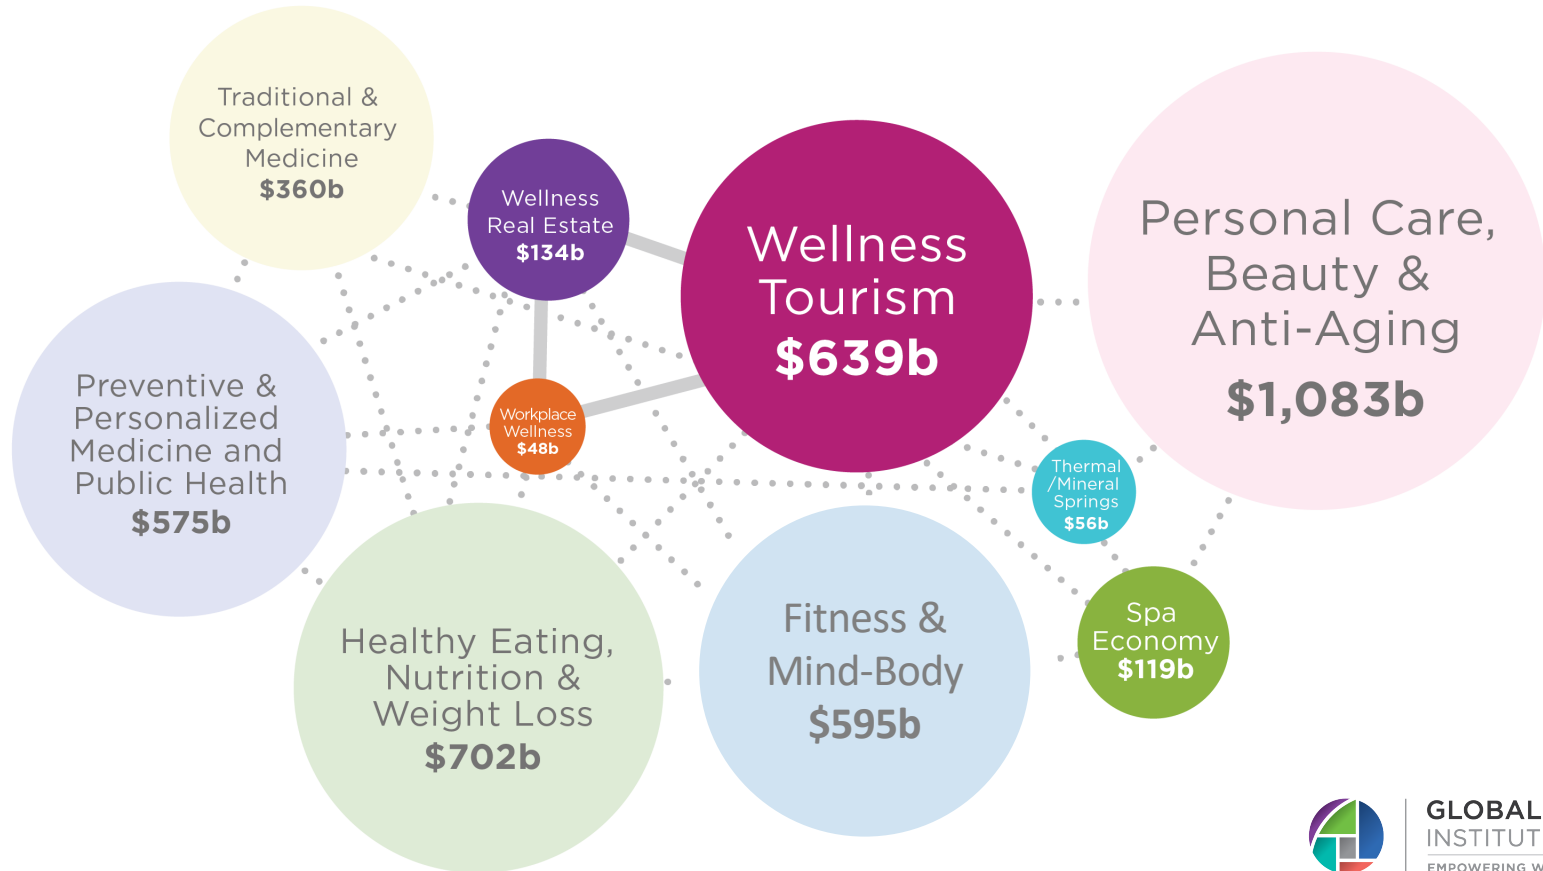 Traditional &
Complementary
Medicine
$360b
Wellness
Real Estate
$134b
Wellness
Tourism
$639b
Personal Care,
Beauty &
Anti-Aging
$1,083b
Preventive &
Personalized
Medicine and
Public Health
$575b
Workplace
Wellness
$48b
Thermal
/Mineral
Springs
$56b
Healthy Eating,
Nutrition &
Weight Loss
$702b
Fitness &
Mind-Body
$595b
Spa
Economy
$119b
GLOBAL
INSTITUT
EMPOWERING W